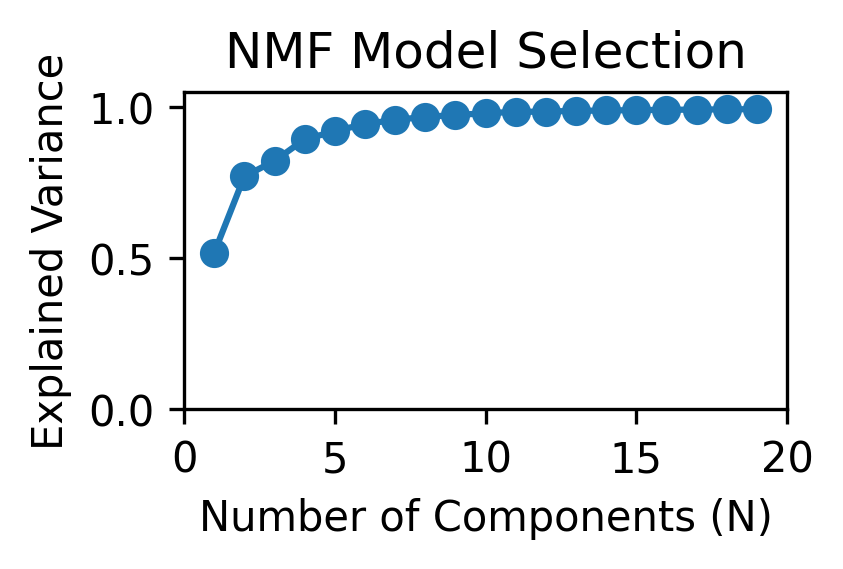 NMF Model Selection
Explained Variance
1.0
0.5
0.0
0 5 10 15 20
Number of Components (N)